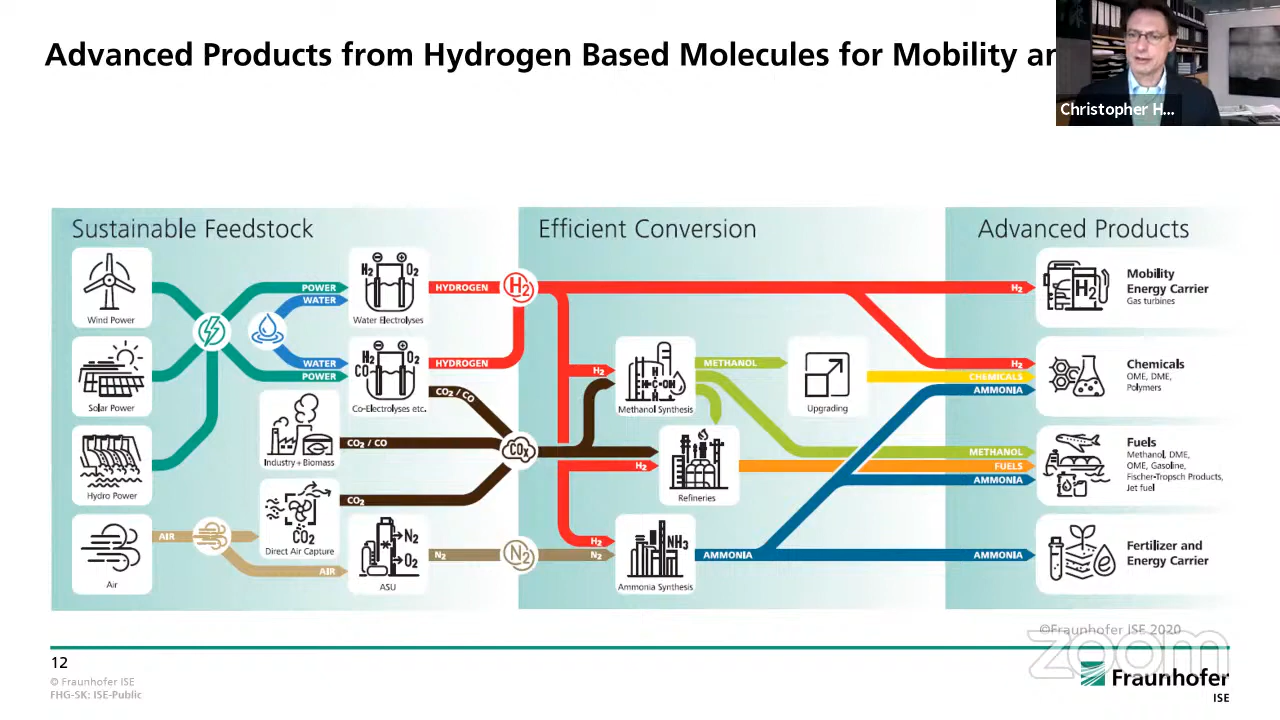 Advanced Products from Hydrogen Based Molecules for Mobility
Christopher H...
Sustainable Feedstock
Efficient Conversion
Advanced Products
Wind Power
Solar Power
Hydro Power
Air
POWER
WATER
WATER
POWER
H₂ O₂
Water Electrolyses
H₂ O₂
CO
Co-Electrolyses etc.
Industry + Biomass
CO₂
Direct Air Capture
N₂
O₂
ASU
AIR
AIR
HYDROGEN
HYDROGEN
CO₂ / CO
CO₂ / CO
CO₂
N₂
H₂
COx
N₂
H₂
H₂
H₂
N₂
H
H C OH
H
Methanol Synthesis
Refineries
NH₃
Ammonia Synthesis
METHANOL
Upgrading
AMMONIA
H₂
H₂
CHEMICALS
AMMONIA
METHANOL
FUELS
AMMONIA
AMMONIA
H₂
Mobility
Energy Carrier
Gas turbines
Chemicals
OME, DME,
Polymers
Fuels
Methanol, DME,
OME, Gasoline,
Fischer-Tropsch Products,
Jet fuel
Fertilizer and
Energy Carrier
©Fraunhofer ISE 2020
zoom
12
© Fraunhofer ISE
FHG-SK: ISE-Public
Fraunhofer
ISE